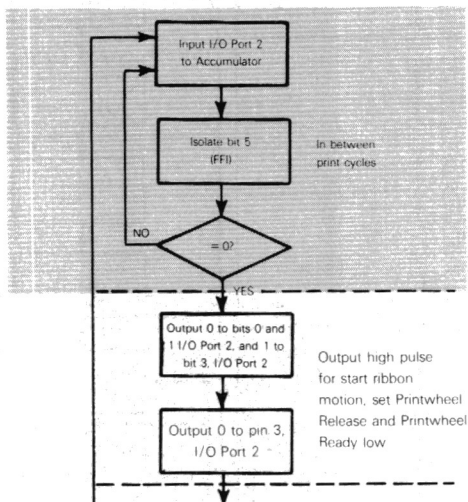 Input I/O Port 2
to Accumulator
Isolate bit 5
(FFI)
In between
print cycles
= 0?
NO
YES
Output 0 to bits 0 and
1 I/O Port 2, and 1 to
bit 3, I/O Port 2
Output high pulse
for start ribbon
motion, set Printwheel
Release and Printwheel
Ready low
Output 0 to pin 3,
I/O Port 2